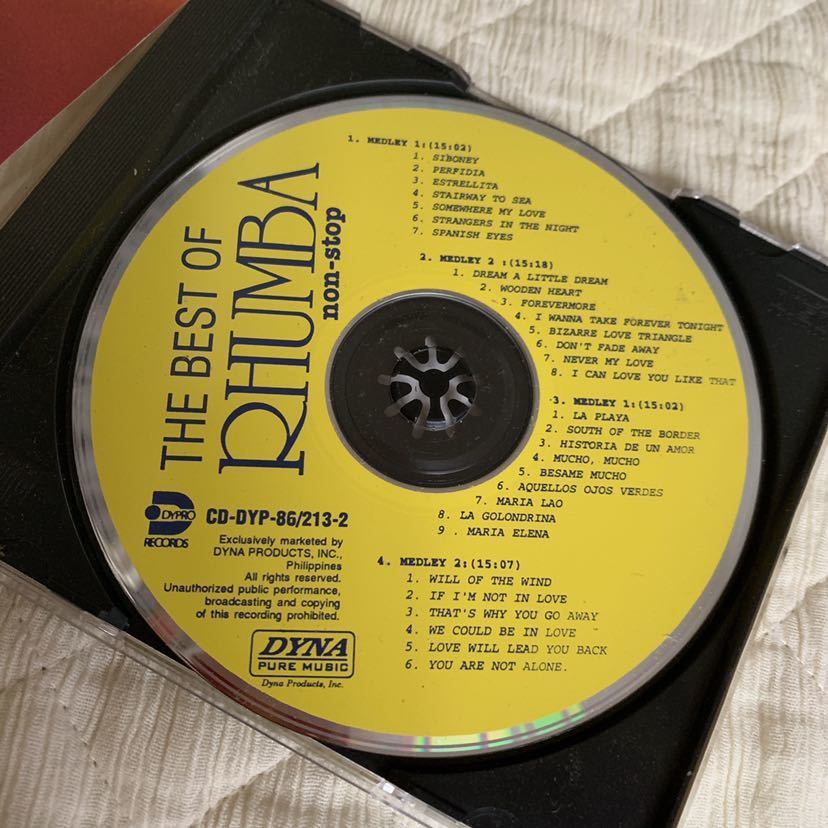 THE BEST OF
RHUMBA
non-stop
1. MEDLEY 1:(15:02)
1. SIBONEY
2. PERFIDIA
3. ESTRELLITA
4. STAIRWAY TO SEA
5. SOMEWHERE MY LOVE
6. STRANGERS IN THE NIGHT
7. SPANISH EYES
2. MEDLEY 2 :(15:18)
1. DREAM A LITTLE DREAM
2. WOODEN HEART
3. FOREVERMORE
4. I WANNA TAKE FOREVER TONIGHT
5. BIZARRE LOVE TRIANGLE
6. DON'T FADE AWAY
7. NEVER MY LOVE
8. I CAN LOVE YOU LIKE THAT
3. MEDLEY 1:(15:02)
1. LA PLAYA
2. SOUTH OF THE BORDER
3. HISTORIA DE UN AMOR
4. MUCHO, MUCHO
5. BESAME MUCHO
6. AQUELLOS OJOS VERDES
7. MARIA LAO
8. LA GOLONDRINA
9. MARIA ELENA
4. MEDLEY 2:(15:07)
1. WILL OF THE WIND
2. IF I'M NOT IN LOVE
3. THAT'S WHY YOU GO AWAY
4. WE COULD BE IN LOVE
5. LOVE WILL LEAD YOU BACK
6. YOU ARE NOT ALONE.
DYPRO
RECORDS
CD-DYP-86/213-2
Exclusively marketed by
DYNA PRODUCTS, INC.,
Philippines
All rights reserved.
Unauthorized public performance,
broadcasting and copying
of this recording prohibited.
DYNA
PURE MUSIC
Dyna Products, Inc.